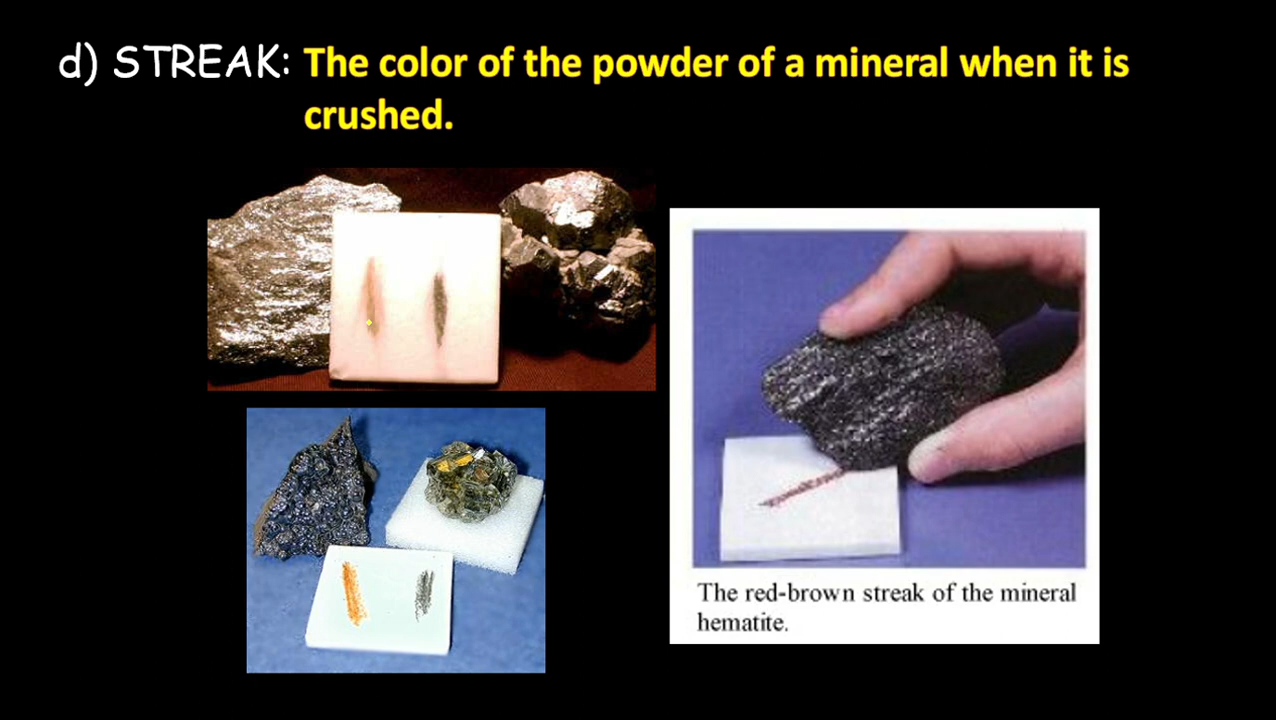 d) STREAK: The color of the powder of a mineral when it is
crushed.
The red-brown streak of the mineral
hematite.